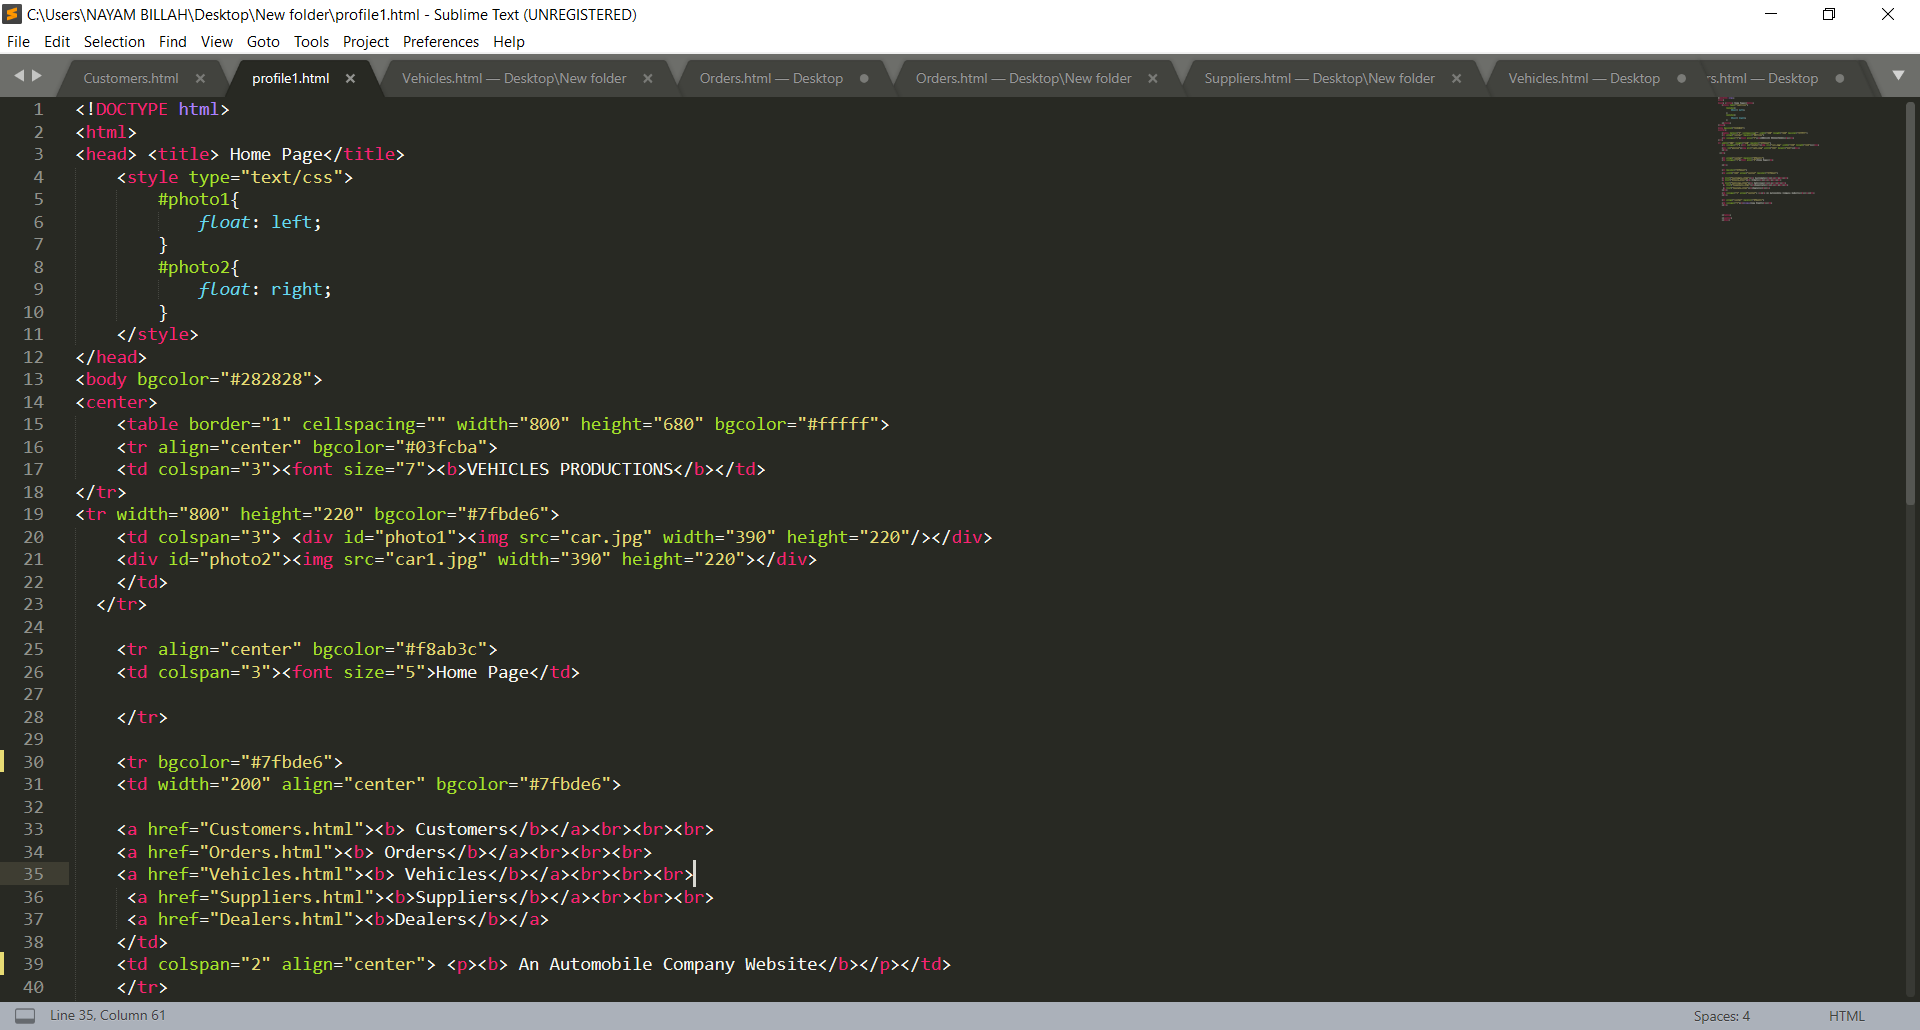 C:\Users\NAYAM BILLAH\Desktop\New folder\profile1.html - Sublime Text (UNREGISTERED)
File Edit Selection Find View Goto Tools Project Preferences Help
Customers.html profile1.html Vehicles.html — Desktop\New folder Orders.html — Desktop Orders.html — Desktop\New folder Suppliers.html — Desktop\New folder Vehicles.html — Desktop rs.html — Desktop
1 <!DOCTYPE html>
2 <html>
3 <head> <title> Home Page</title>
4 <style type="text/css">
5 #photo1{
6 float: left;
7 }
8 #photo2{
9 float: right;
10 }
11 </style>
12 </head>
13 <body bgcolor="#282828">
14 <center>
15 <table border="1" cellspacing="" width="800" height="680" bgcolor="#fffff">
16 <tr align="center" bgcolor="#03fcba">
17 <td colspan="3"><font size="7"><b>VEHICLES PRODUCTIONS</b></td>
18 </tr>
19 <tr width="800" height="220" bgcolor="#7fbde6">
20 <td colspan="3"> <div id="photo1"><img src="car.jpg" width="390" height="220"/></div>
21 <div id="photo2"><img src="car1.jpg" width="390" height="220"></div>
22 </td>
23 </tr>
24
25 <tr align="center" bgcolor="#f8ab3c">
26 <td colspan="3"><font size="5">Home Page</td>
27
28 </tr>
29
30 <tr bgcolor="#7fbde6">
31 <td width="200" align="center" bgcolor="#7fbde6">
32
33 <a href="Customers.html"><b> Customers</b></a><br><br><br>
34 <a href="Orders.html"><b> Orders</b></a><br><br><br>
35 <a href="Vehicles.html"><b> Vehicles</b></a><br><br><br>
36 <a href="Suppliers.html"><b>Suppliers</b></a><br><br><br>
37 <a href="Dealers.html"><b>Dealers</b></a>
38 </td>
39 <td colspan="2" align="center"> <p><b> An Automobile Company Website</b></p></td>
40 </tr>
Line 35, Column 61 Spaces: 4 HTML